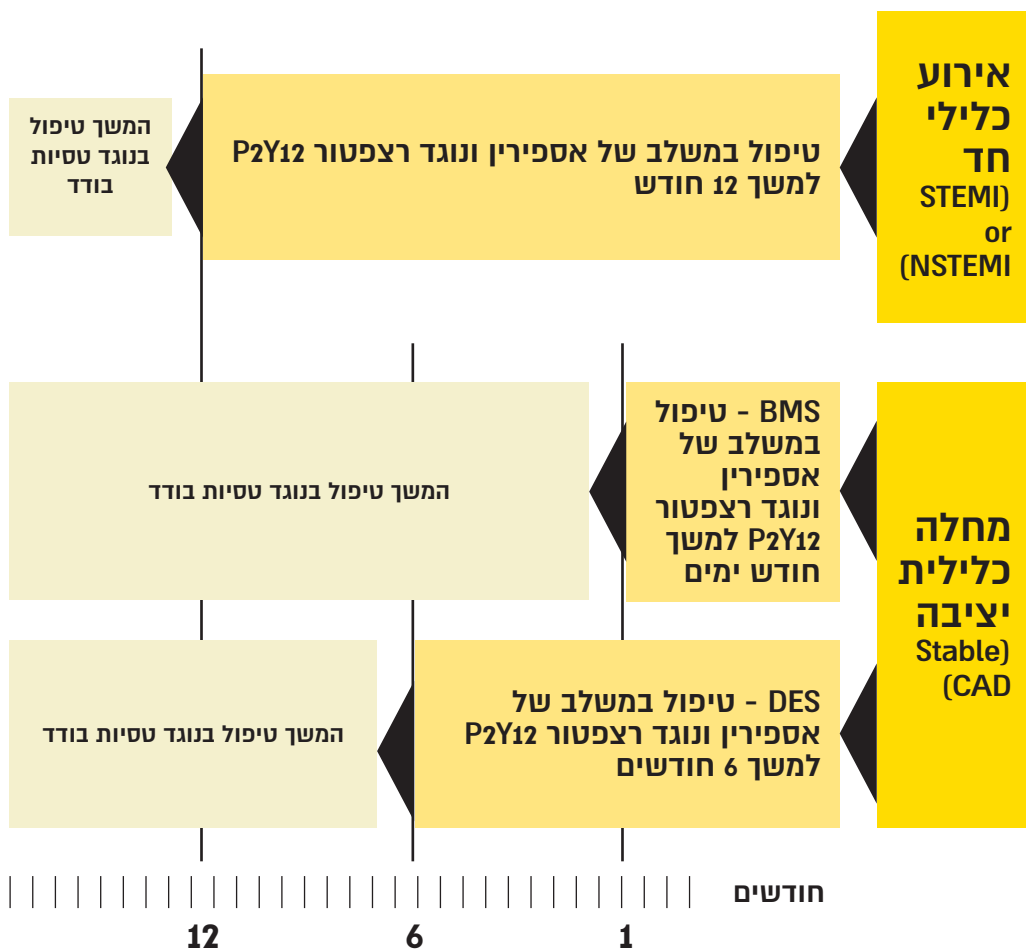 אירוע
כלילי
חד
(STEMI
or
NSTEMI)
טיפול במשלב של אספירין ונוגד רצפטור P2Y12
למשך 12 חודש
המשך טיפול
בנוגד טסיות
בודד
מחלה
כלילית
יציבה
(Stable
CAD)
BMS - טיפול
במשלב של
אספירין
ונוגד רצפטור
P2Y12 למשך
חודש ימים
המשך טיפול בנוגד טסיות בודד
DES - טיפול במשלב של
אספירין ונוגד רצפטור P2Y12
למשך 6 חודשים
המשך טיפול בנוגד טסיות בודד
חודשים
1 6 12